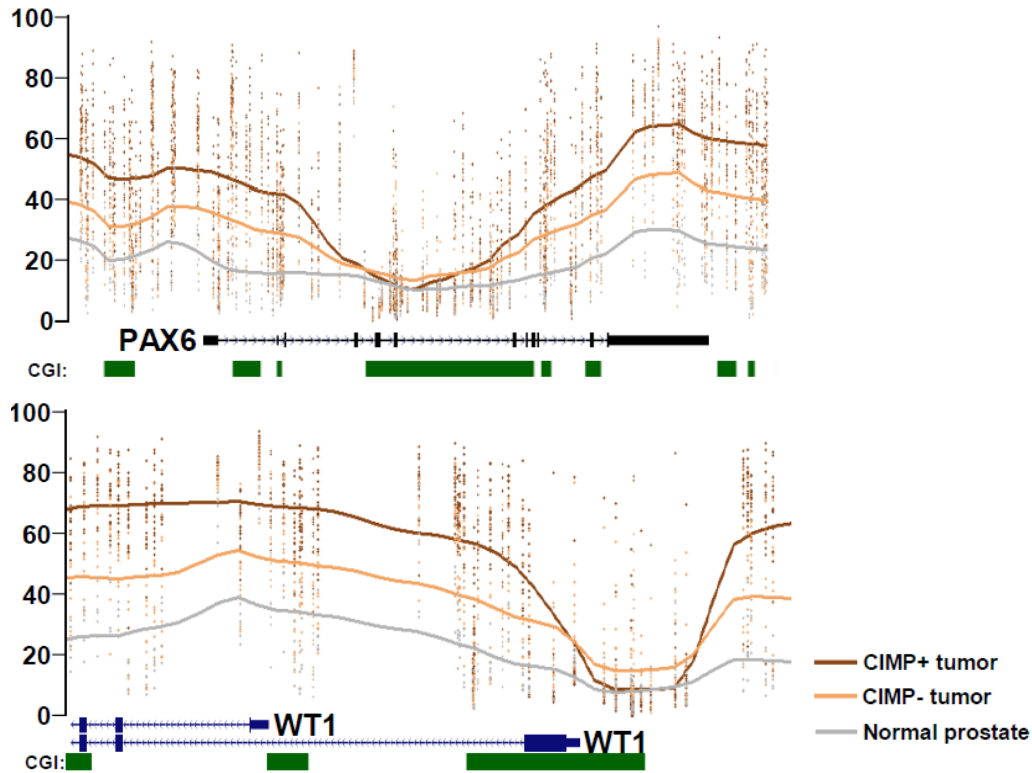 100
80
60
40
20
0
PAX6
CGI:
100
80
60
40
20
0
WT1
WT1
CGI:
CIMP+ tumor
CIMP- tumor
Normal prostate